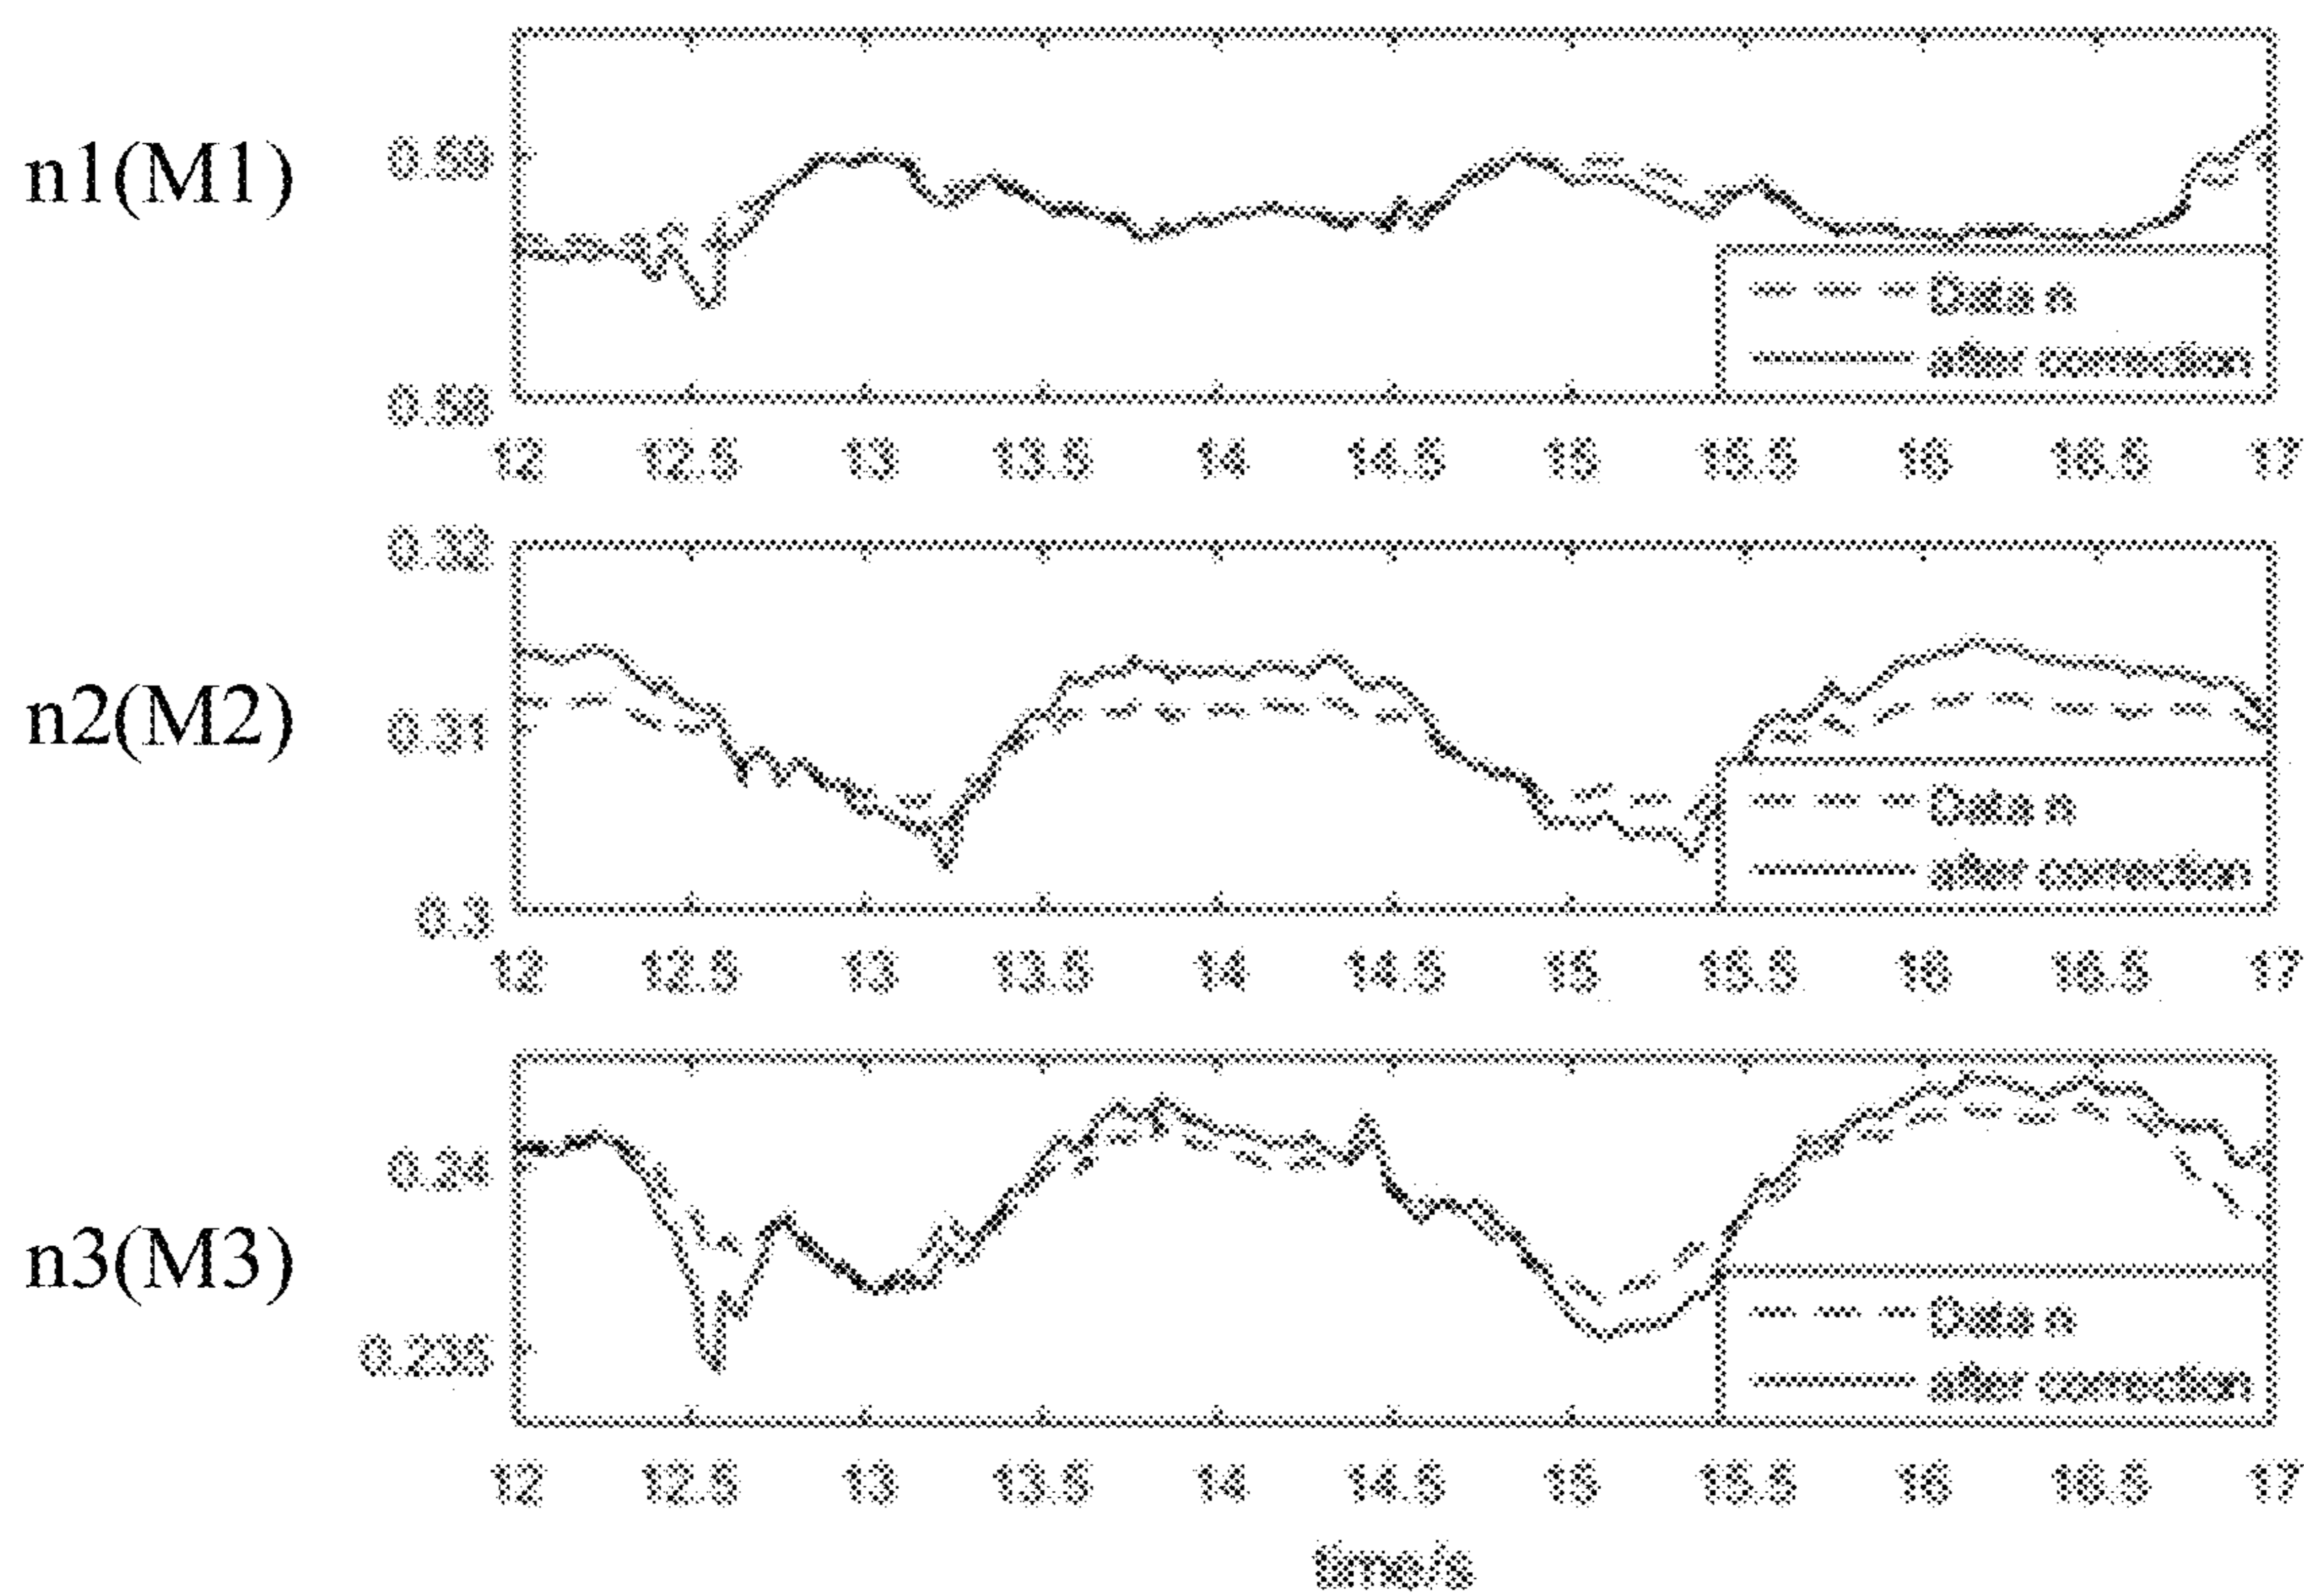 n1(M1)
0.59
0.58
12 12.5 13 13.5 14 14.5 15 15.5 16 16.5 17
Data n
after correction
n2(M2)
0.32
0.31
0.3
12 12.5 13 13.5 14 14.5 15 15.5 16 16.5 17
Data n
after correction
n3(M3)
0.24
0.235
12 12.5 13 13.5 14 14.5 15 15.5 16 16.5 17
Data n
after correction
time/s